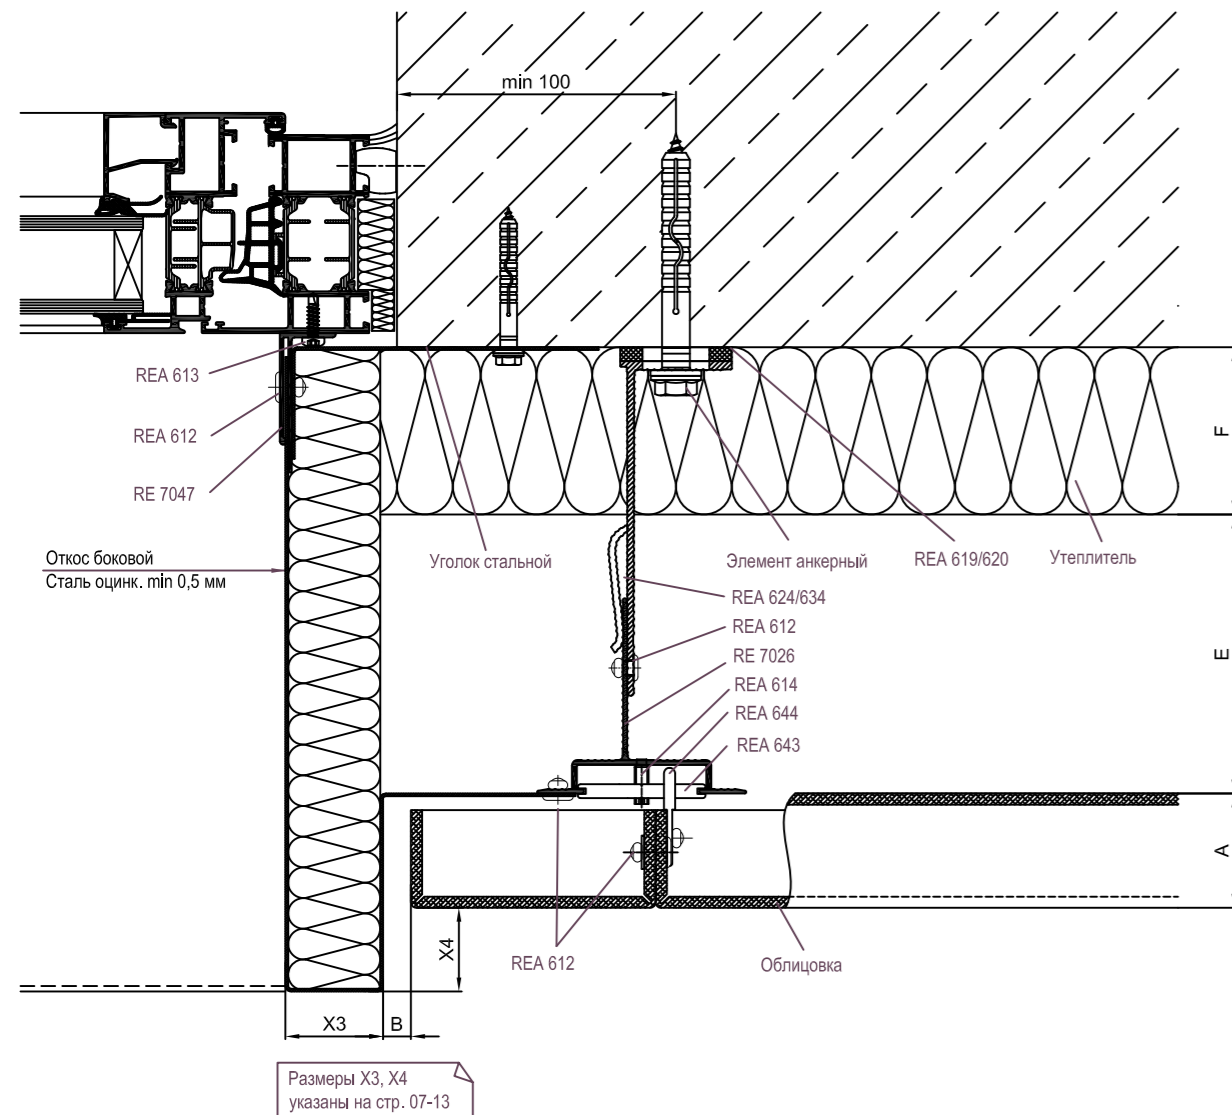 min 100
REA 613
REA 612
RE 7047
F
Откос боковой
Сталь оцинк. min 0,5 мм
Уголок стальной
Элемент анкерный
REA 619/620
Утеплитель
REA 624/634
REA 612
RE 7026
REA 614
REA 644
REA 643
E
A
X4
REA 612
Облицовка
X3
B
Размеры X3, X4
указаны на стр. 07-13